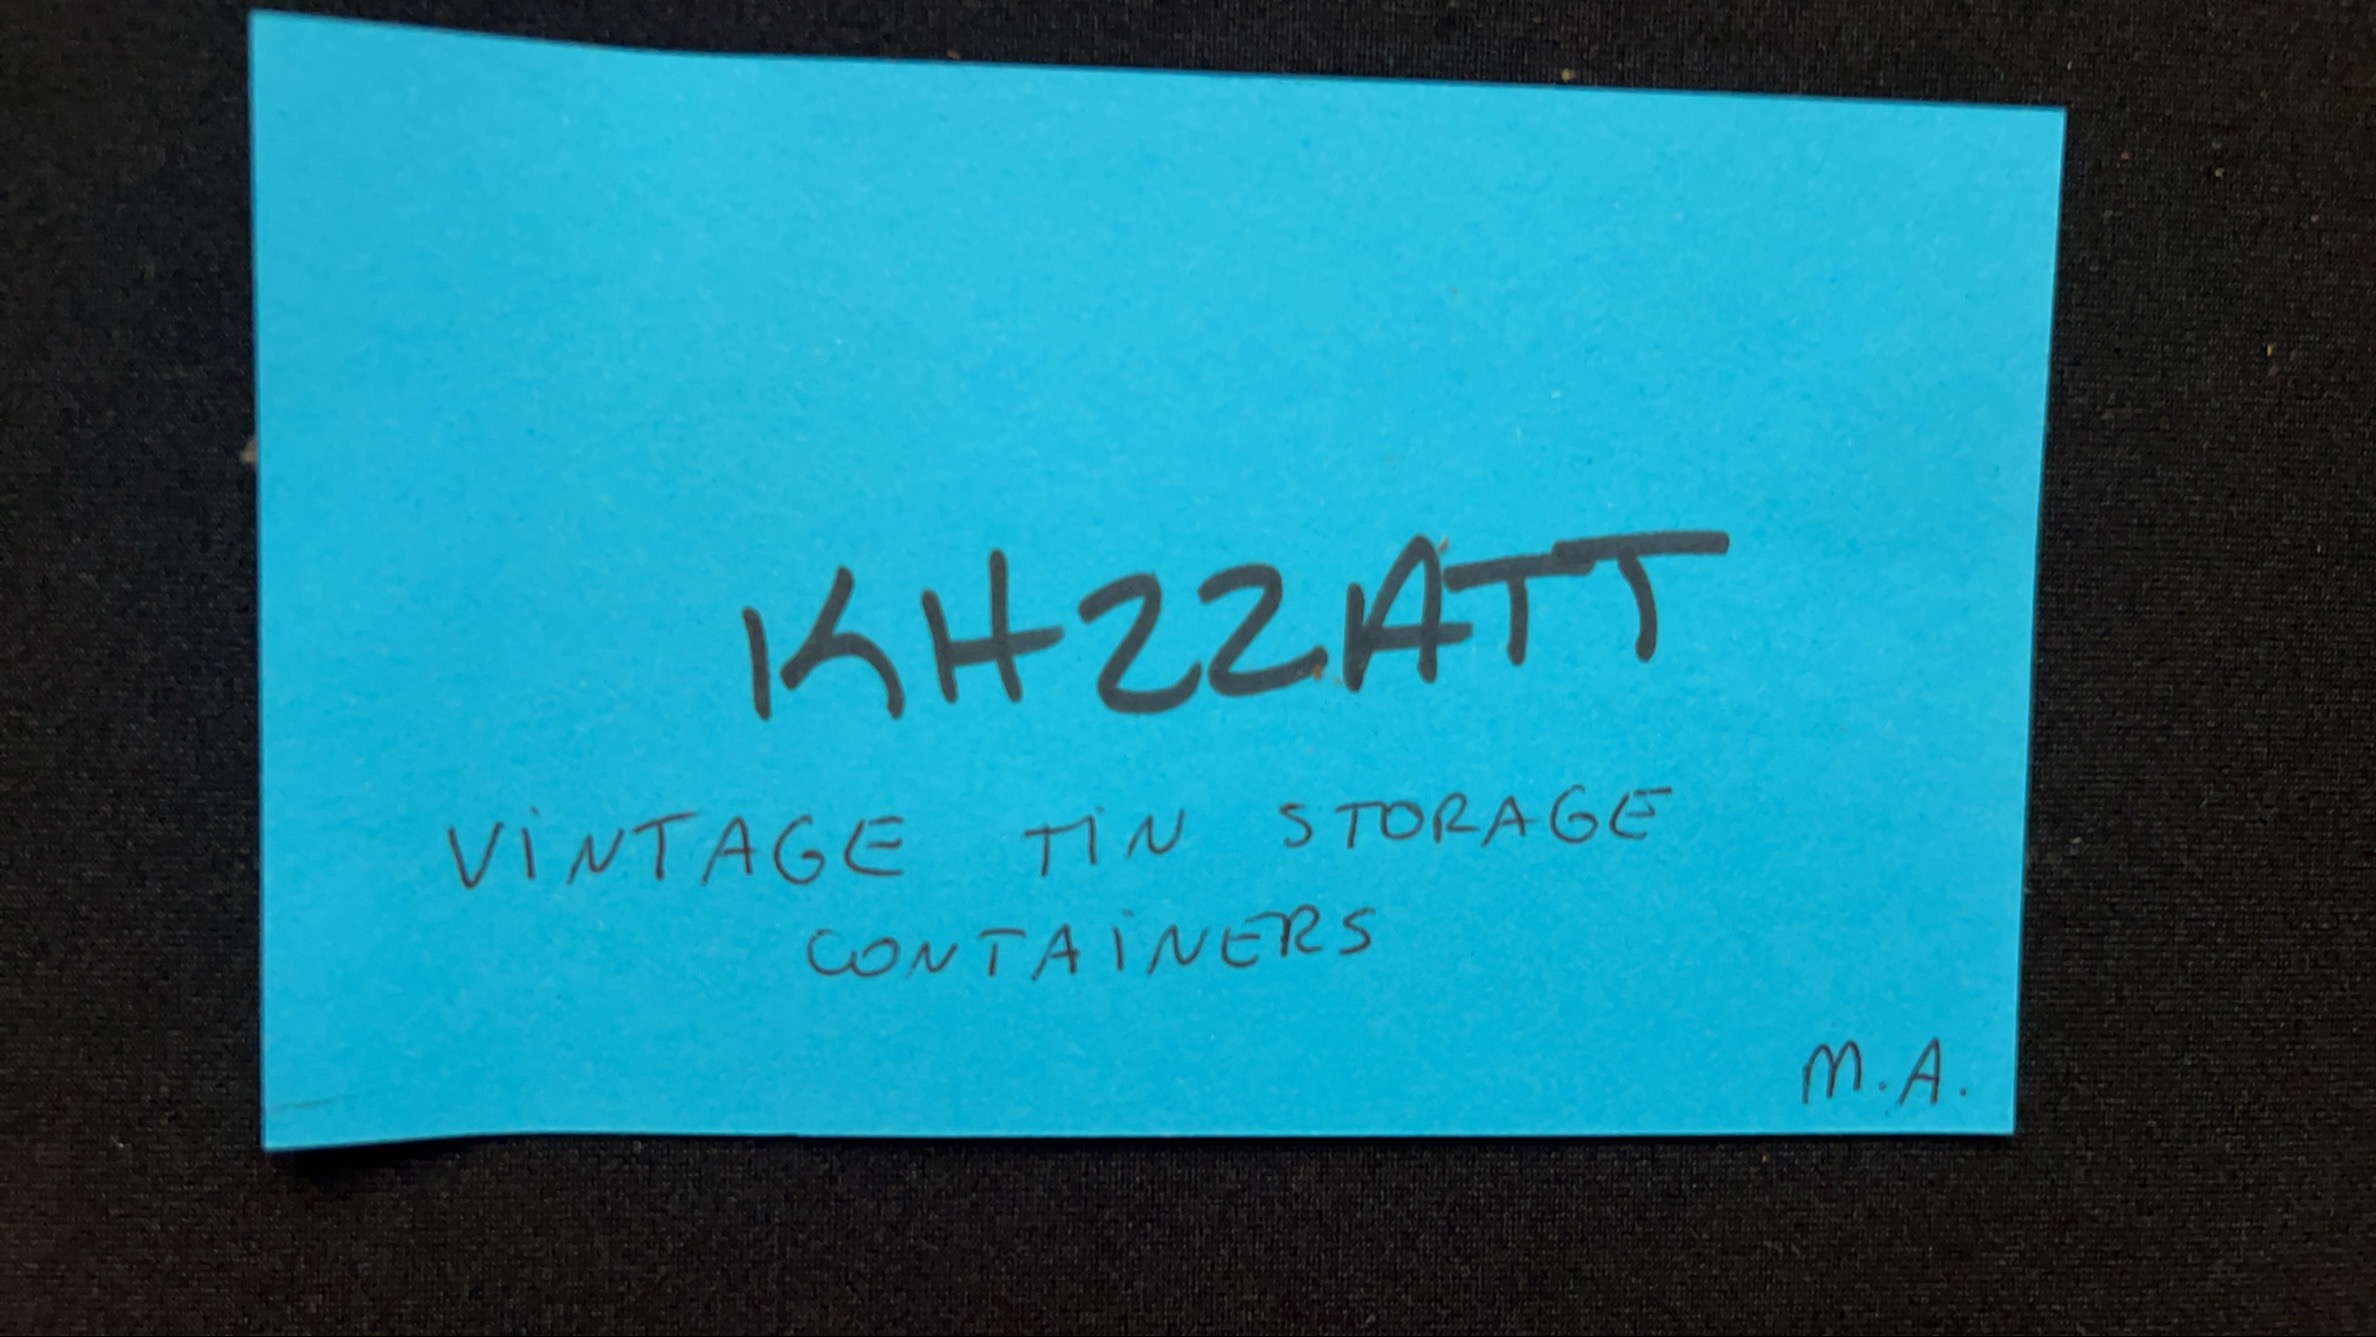 KH22ATT
ViNTAGE TiN STORAGE
CONTAiNERS
M.A.